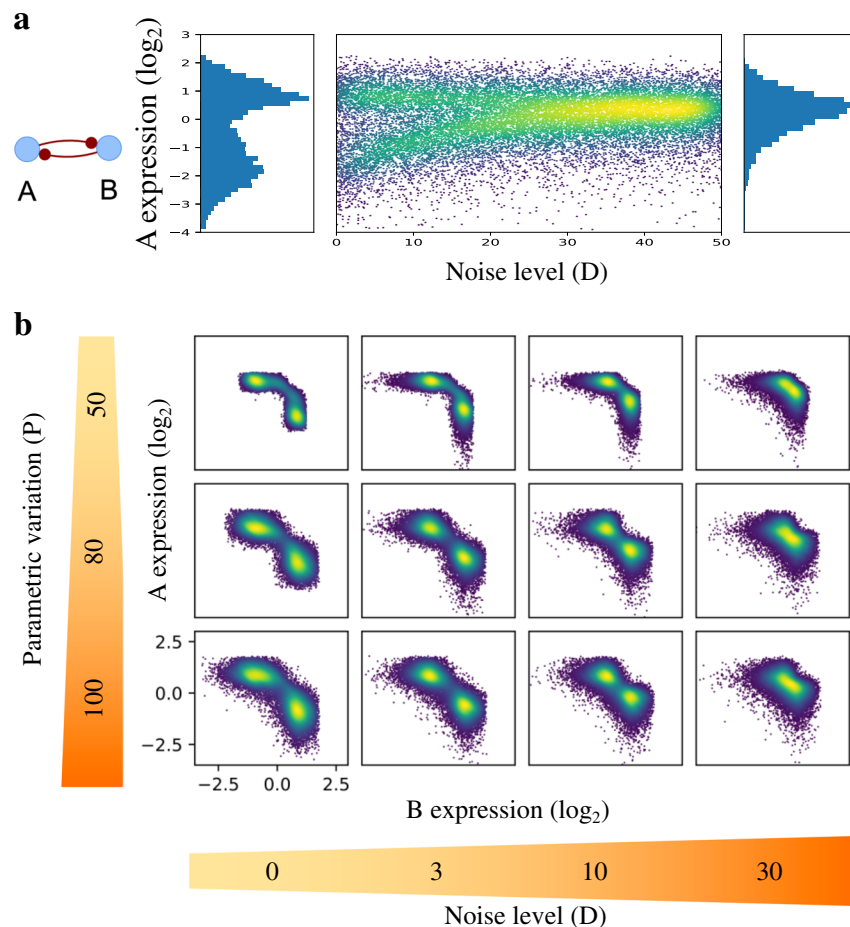 a
A expression (log2)
3
2
1
0
−1
−2
−3
−4
A
B
0
10
20
30
40
50
Noise level (D)
b
Parametric variation (P)
50
80
100
A expression (log2)
2.5
0.0
−2.5
−2.5
0.0
2.5
B expression (log2)
0
3
10
30
Noise level (D)